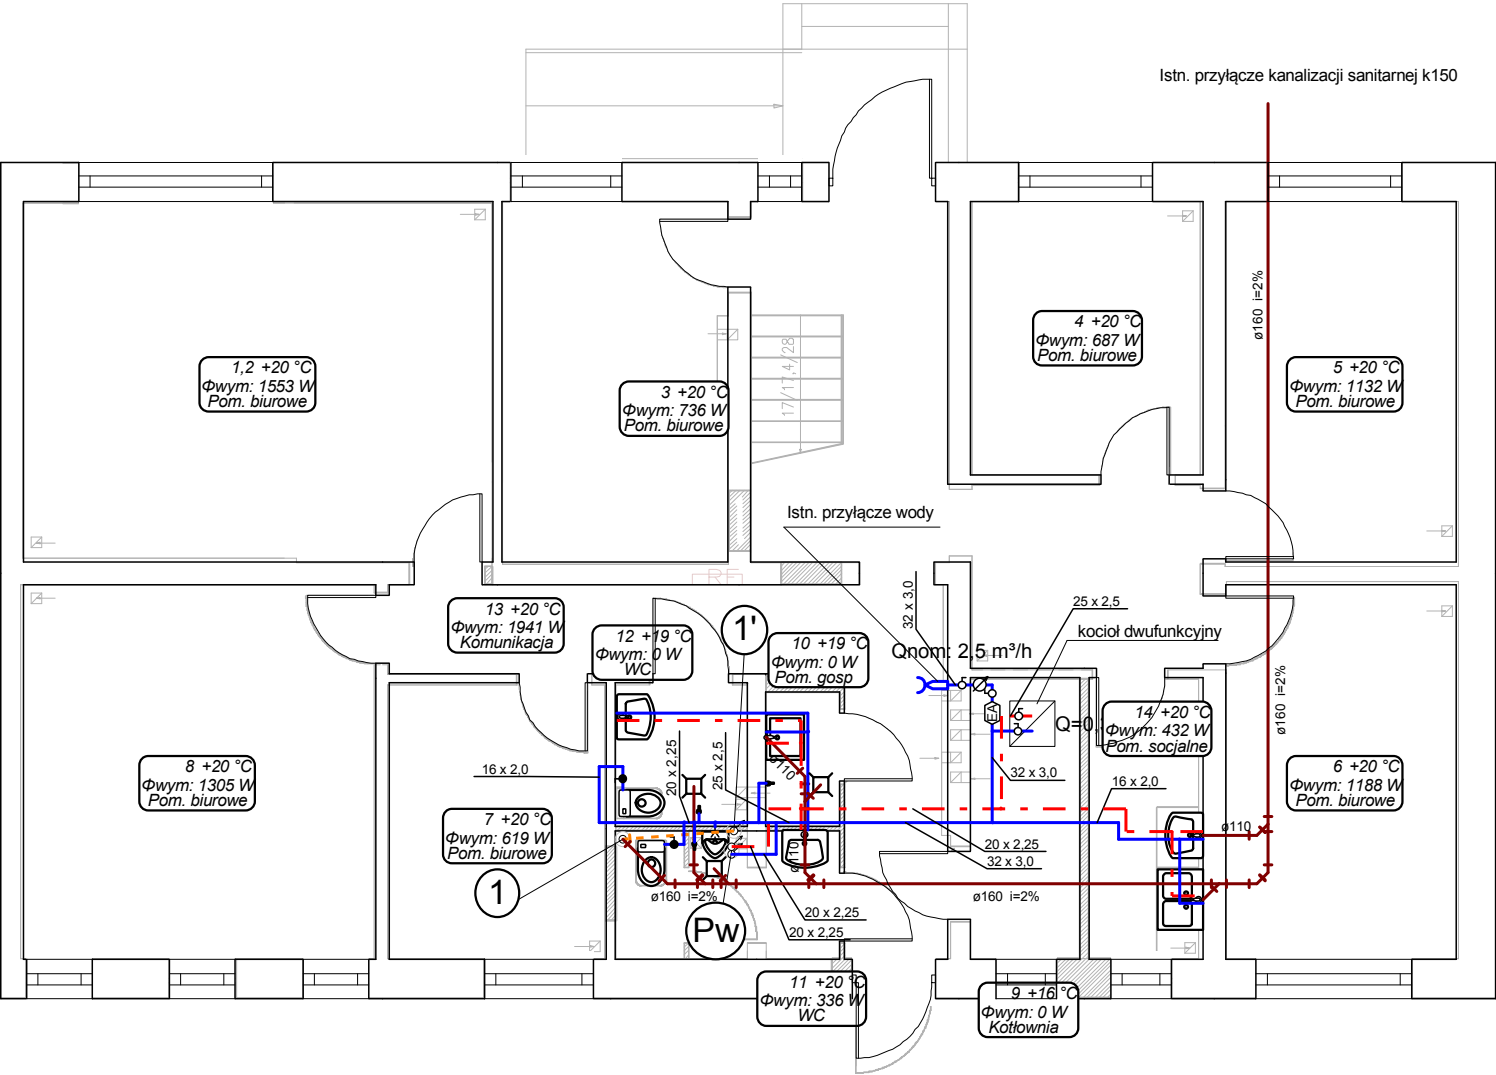 Istn. przyłącze kanalizacji sanitarnej k150
ø160 i=2%
4 +20 °C
Φwym: 687 W
Pom. biurowe
17/17,4/28
1,2 +20 °C
Φwym: 1553 W
Pom. biurowe
3 +20 °C
Φwym: 736 W
Pom. biurowe
5 +20 °C
Φwym: 1132 W
Pom. biurowe
Istn. przyłącze wody
RE
32 x 3,0
25 x 2,5
kocioł dwufunkcyjny
13 +20 °C
Φwym: 1941 W
Komunikacja
12 +19 °C
Φwym: 0 W
WC
1'
10 +19 °C
Φwym: 0 W
Pom. gosp
Qnom: 2,5 m³/h
ø160 i=2%
EA
Q=0,
14 +20 °C
Φwym: 432 W
Pom. socjalne
8 +20 °C
Φwym: 1305 W
Pom. biurowe
16 x 2,0
20 x 2,25
25 x 2,5
ø110
32 x 3,0
16 x 2,0
6 +20 °C
Φwym: 1188 W
Pom. biurowe
7 +20 °C
Φwym: 619 W
Pom. biurowe
ø110
ø110
20 x 2,25
32 x 3,0
1
ø160 i=2%
ø160 i=2%
Pw
20 x 2,25
20 x 2,25
11 +20 °C
Φwym: 336 W
WC
9 +16 °C
Φwym: 0 W
Kotłownia